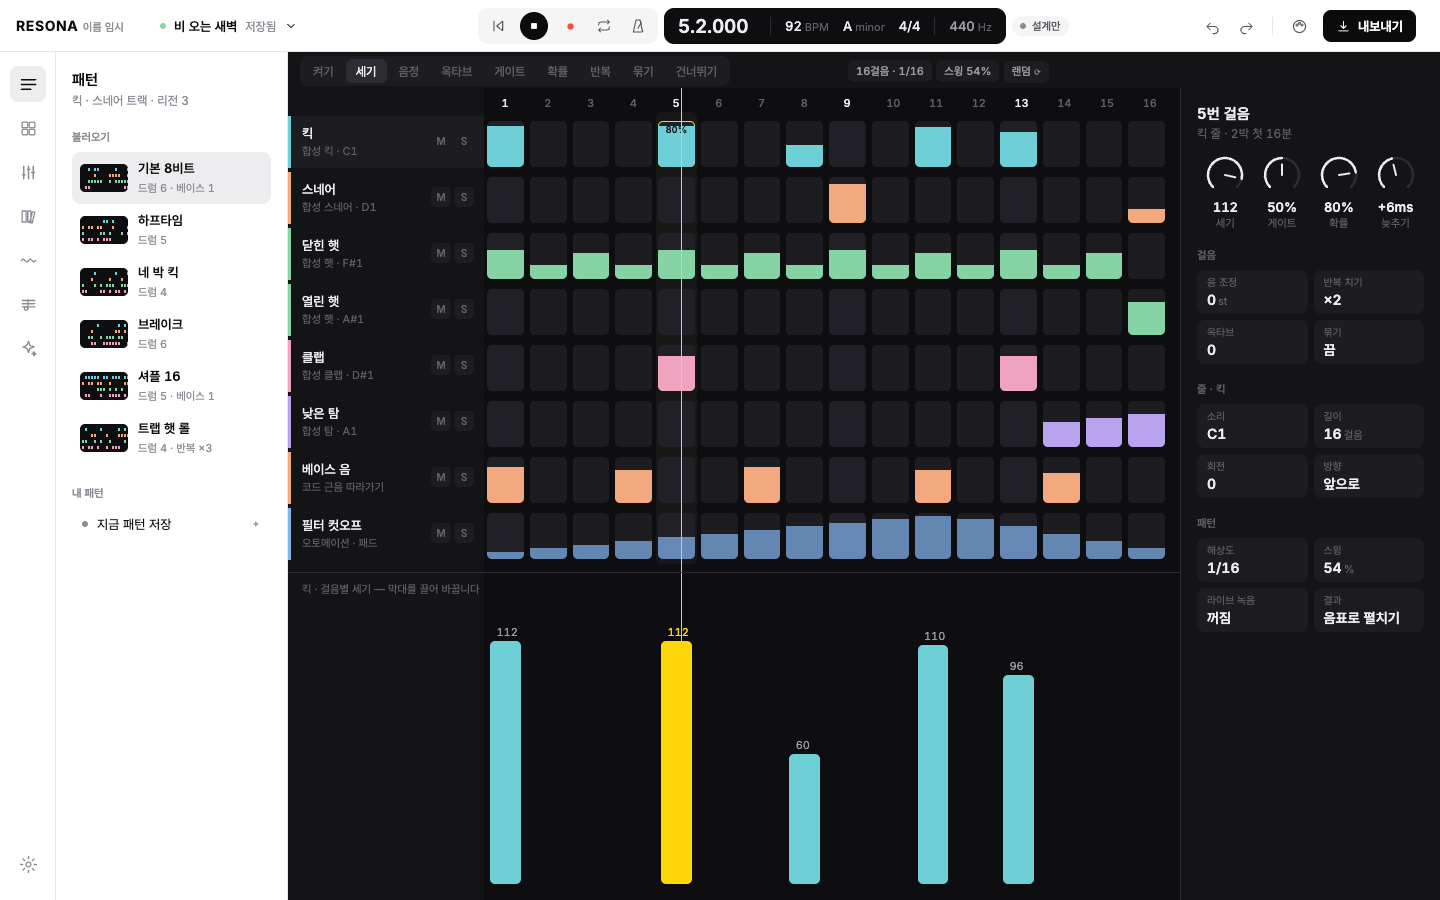 RESONA 이름 임시
비 오는 새벽 저장됨
5.2.000 92 BPM A minor 4/4 440 Hz
설계만
내보내기
패턴
킥 · 스네어 트랙 · 리전 3
불러오기
기본 8비트
드럼 6 · 베이스 1
하프타임
드럼 5
네 박 킥
드럼 4
브레이크
드럼 6
셔플 16
드럼 5 · 베이스 1
트랩 햇 롤
드럼 4 · 반복 ×3
내 패턴
지금 패턴 저장 +
켜기 세기 음정 옥타브 게이트 확률 반복 묶기 건너뛰기
16걸음 · 1/16 스윙 54% 랜덤 ⟳
1 2 3 4 5 6 7 8 9 10 11 12 13 14 15 16
킥
합성 킥 · C1
M S
80%
스네어
합성 스네어 · D1
M S
닫힌 햇
합성 햇 · F#1
M S
열린 햇
합성 햇 · A#1
M S
클랩
합성 클랩 · D#1
M S
낮은 탐
합성 탐 · A1
M S
베이스 음
코드 근음 따라가기
M S
필터 컷오프
오토메이션 · 패드
M S
킥 · 걸음별 세기 — 막대를 끌어 바꿉니다
112 112 60 110 96
5번 걸음
킥 줄 · 2박 첫 16분
112 50% 80% +6ms
세기 게이트 확률 늦추기
걸음
음 조정 반복 치기
0 st ×2
옥타브 묶기
0 끔
줄 · 킥
소리 길이
C1 16 걸음
회전 방향
0 앞으로
패턴
해상도 스윙
1/16 54 %
라이브 녹음 결과
꺼짐 음표로 펼치기